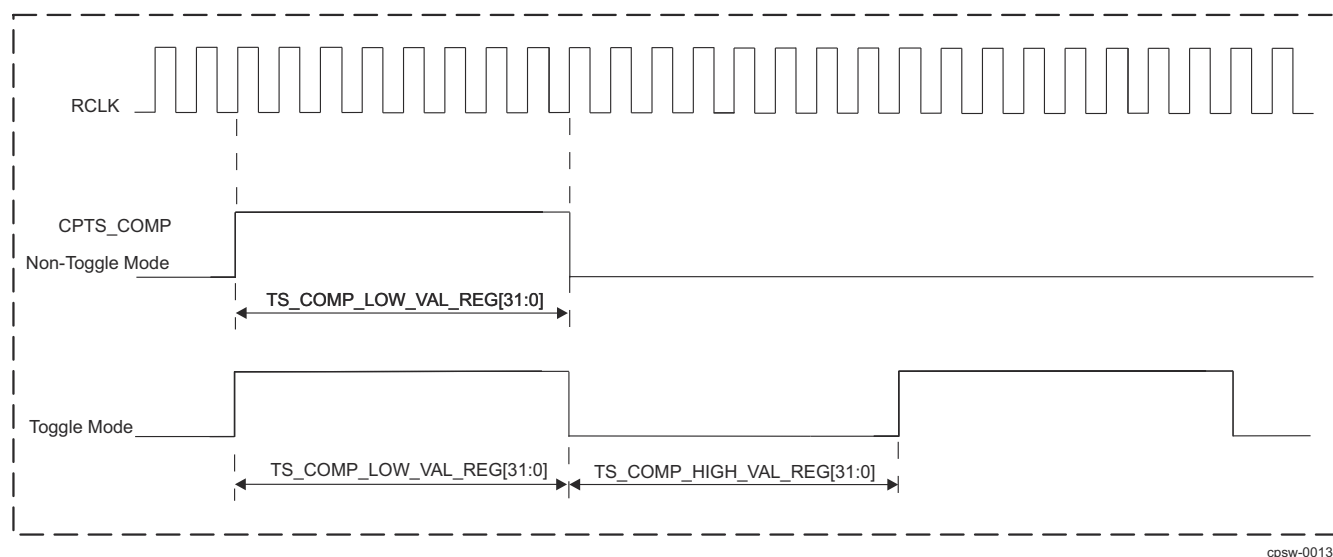 RCLK
CPTS_COMP
Non-Toggle Mode
TS_COMP_LOW_VAL_REG[31:0]
Toggle Mode
TS_COMP_LOW_VAL_REG[31:0]
TS_COMP_HIGH_VAL_REG[31:0]
cpsw-0013